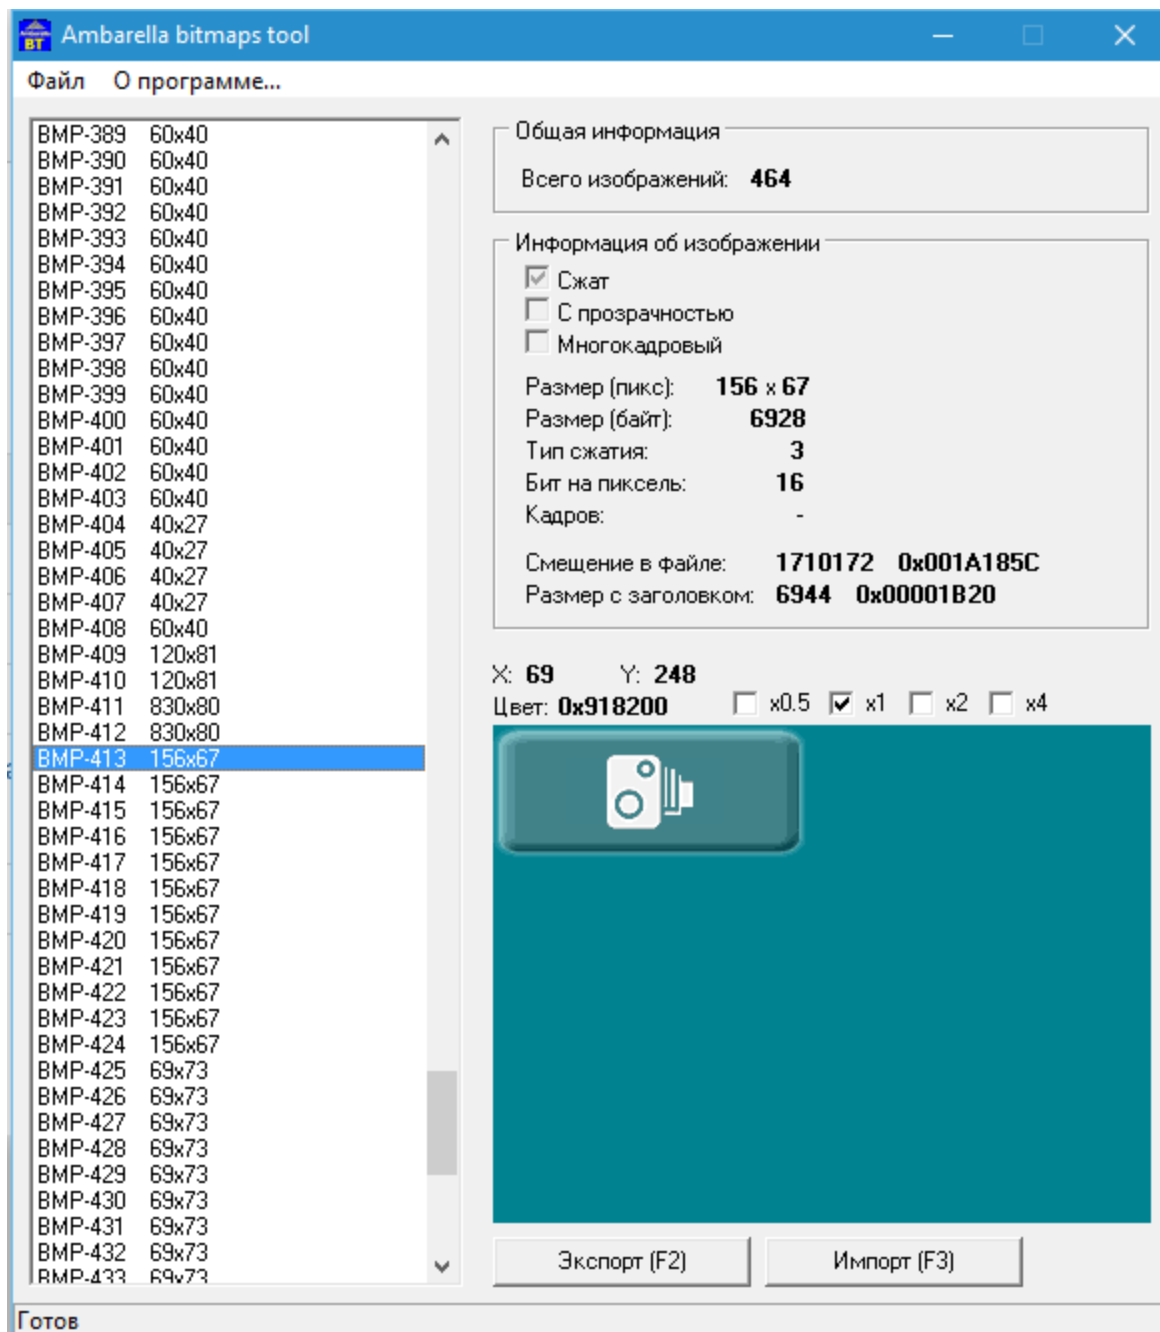 Ambarella bitmaps tool
BT
Файл О программе...
BMP-389 60x40
BMP-390 60x40
BMP-391 60x40
BMP-392 60x40
BMP-393 60x40
BMP-394 60x40
BMP-395 60x40
BMP-396 60x40
BMP-397 60x40
BMP-398 60x40
BMP-399 60x40
BMP-400 60x40
BMP-401 60x40
BMP-402 60x40
BMP-403 60x40
BMP-404 40x27
BMP-405 40x27
BMP-406 40x27
BMP-407 40x27
BMP-408 60x40
BMP-409 120x81
BMP-410 120x81
BMP-411 830x80
BMP-412 830x80
BMP-413 156x67
BMP-414 156x67
BMP-415 156x67
BMP-416 156x67
BMP-417 156x67
BMP-418 156x67
BMP-419 156x67
BMP-420 156x67
BMP-421 156x67
BMP-422 156x67
BMP-423 156x67
BMP-424 156x67
BMP-425 69x73
BMP-426 69x73
BMP-427 69x73
BMP-428 69x73
BMP-429 69x73
BMP-430 69x73
BMP-431 69x73
BMP-432 69x73
BMP-433 69x73
Общая информация
Всего изображений: 464
Информация об изображении
Сжат
С прозрачностью
Многокадровый
Размер (пикс): 156 x 67
Размер (байт): 6928
Тип сжатия: 3
Бит на пиксель: 16
Кадров: -
Смещение в файле: 1710172 0x001A185C
Размер с заголовком: 6944 0x00001B20
X: 69 Y: 248
Цвет: 0x918200 x0.5 x1 x2 x4
Экспорт (F2) Импорт (F3)
Готов